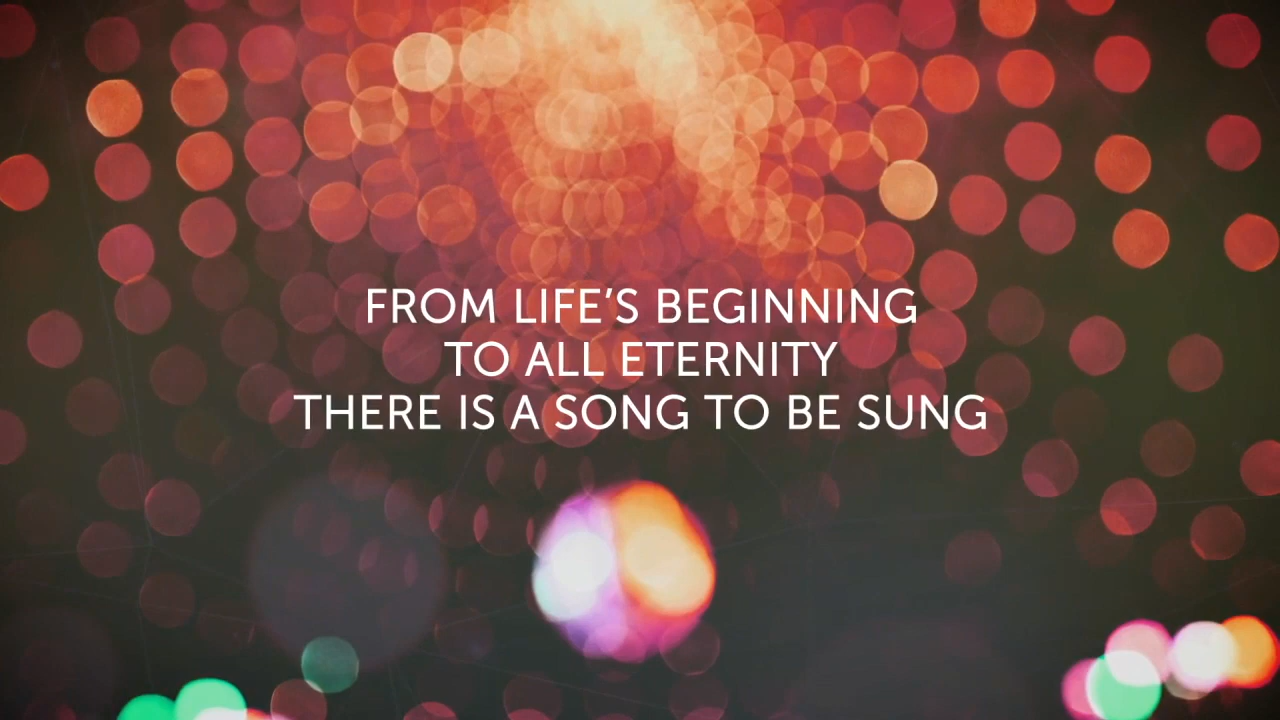 FROM LIFE’S BEGINNING
TO ALL ETERNITY
THERE IS A SONG TO BE SUNG